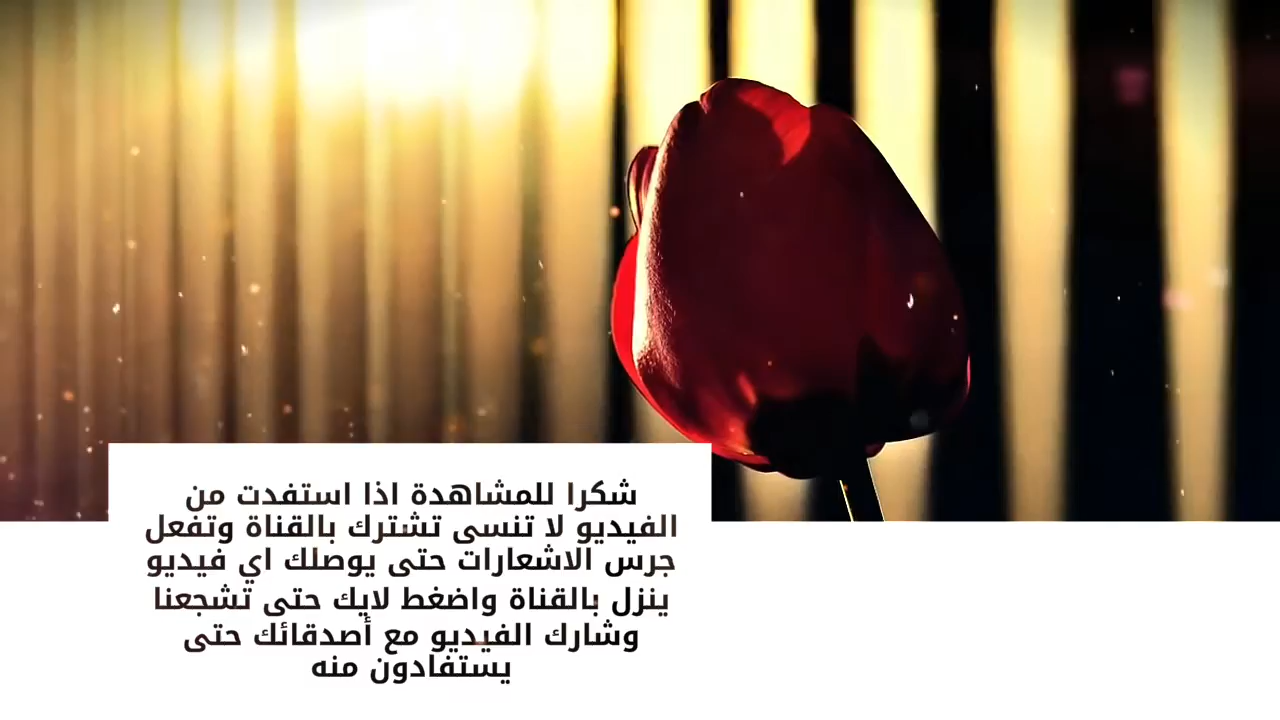 شكرا للمشاهدة اذا استفدت من
الفيديو لا تنسى تشترك بالقناة وتفعل
جرس الاشعارات حتى يوصلك اي فيديو
ينزل بالقناة واضغط لايك حتى تشجعنا
وشارك الفيديو مع أصدقائك حتى
يستفادون منه